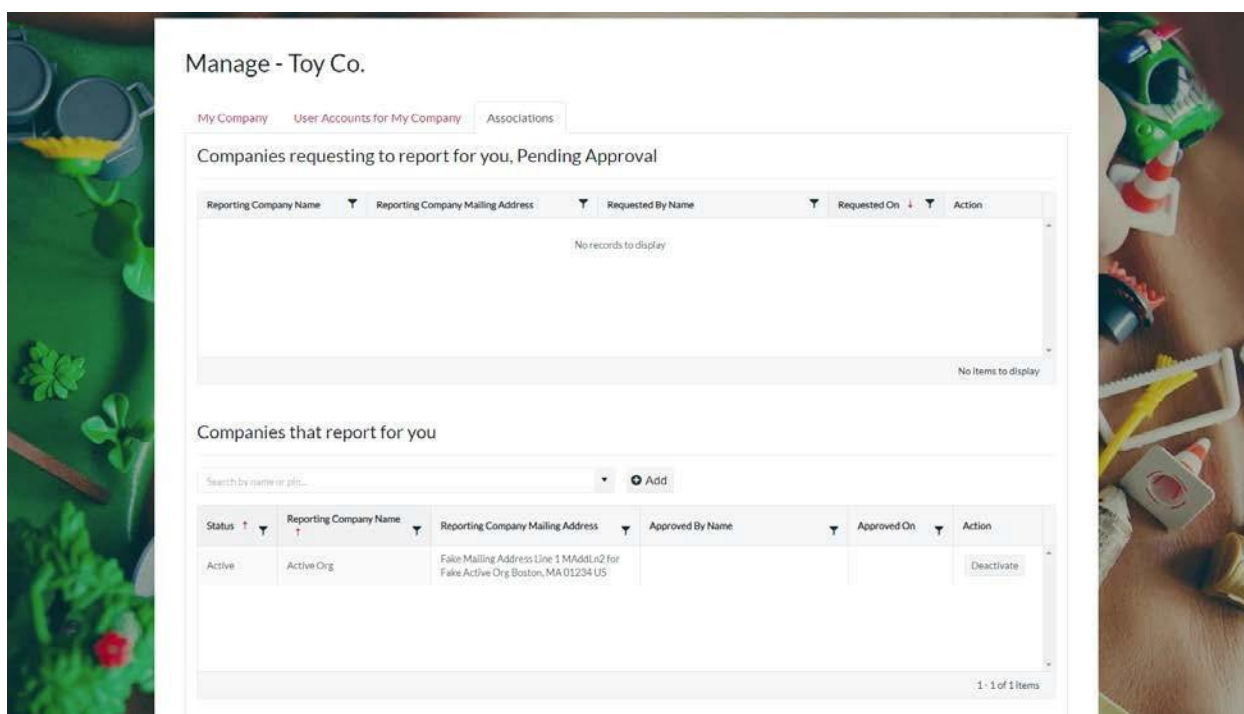 Manage - Toy Co.
My Company User Accounts for My Company Associations
Companies requesting to report for you, Pending Approval
Reporting Company Name Reporting Company Mailing Address Requested By Name Requested On ↓ Action
No records to display
No items to display
Companies that report for you
Search by name or pin...
Add
Status ↑ Reporting Company Name ↑ Reporting Company Mailing Address Approved By Name Approved On Action
Active Active Org Fake Mailing Address Line 1 MAddLn2 for
Fake Active Org Boston, MA 01234 US Deactivate
1 - 1 of 1 items